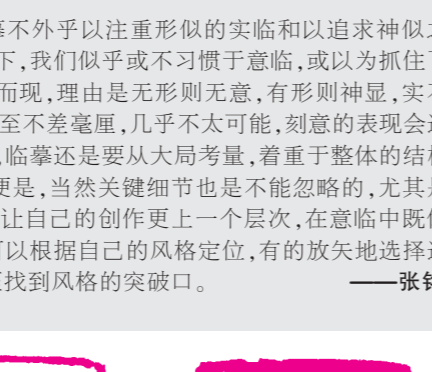 不外乎以注重形似的实临和以追求神似
下,我们似乎或不习惯于意临,或以为抓住
而现,理由是无形则无意,有形则神显,实
至不差毫厘,几乎不太可能,刻意的表现会
临摹还是要从大局考量,着重于整体的结
更是,当然关键细节也是不能忽略的,尤其
让自己的创作更上一个层次,在意临中既
可以根据自己的风格定位,有的放矢地选择
找到风格的突破口。 ——张